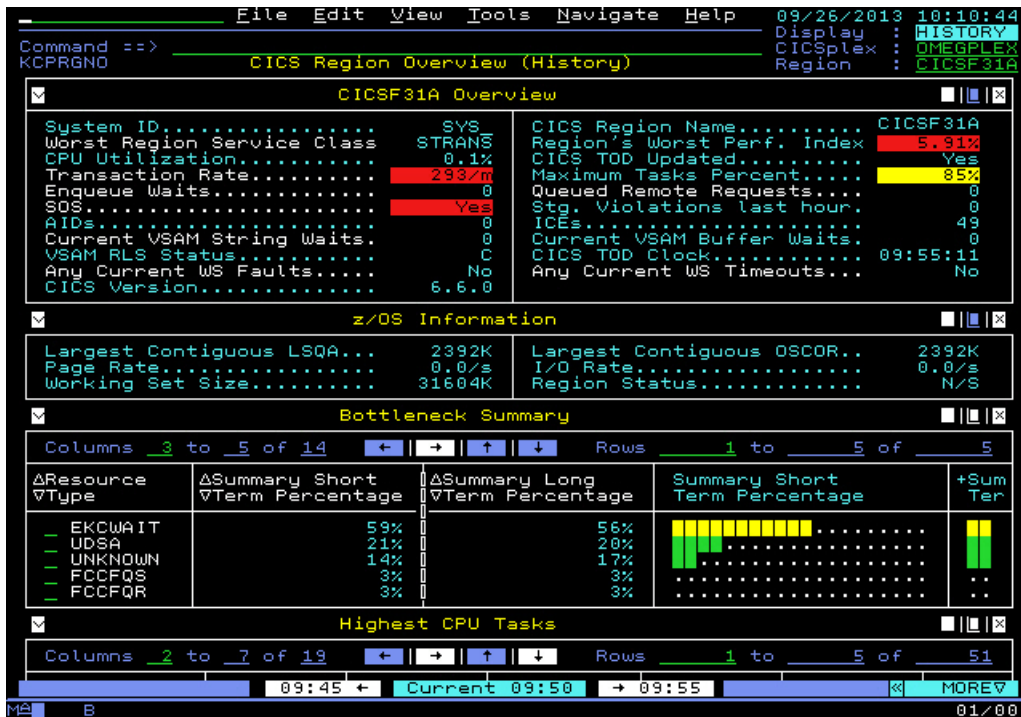 File Edit View Tools Navigate Help 09/26/2013 10:10:44
Display : HISTORY
Command ==> CICSplex : OMEGPLEX
KCPRGNO CICS Region Overview (History) Region : CICSF31A
CICSF31A Overview
System ID.................. SYS_ CICS Region Name.......... CICSF31A
Worst Region Service Class STRANS Region's Worst Perf. Index 5.91%
CPU Utilization............ 0.1% CICS TOD Updated.......... Yes
Transaction Rate........... 293/m Maximum Tasks Percent..... 85%
Enqueue Waits.............. 0 Queued Remote Requests.... 0
SOS........................ Yes Stg. Violations last hour. 0
AIDs....................... 0 ICEs...................... 49
Current VSAM String Waits. 0 Current VSAM Buffer Waits. 0
VSAM RLS Status............ C CICS TOD Clock............ 09:55:11
Any Current WS Faults..... No Any Current WS Timeouts... No
CICS Version.............. 6.6.0
z/OS Information
Largest Contiguous LSQA... 2392K Largest Contiguous OSCOR.. 2392K
Page Rate................. 0.0/s I/O Rate.................. 0.0/s
Working Set Size.......... 31604K Region Status............. N/S
Bottleneck Summary
Columns 3 to 5 of 14 ← | → | ↑ | ↓ Rows 1 to 5 of 5
△Resource △Summary Short △Summary Long Summary Short +Sum
▽Type ▽Term Percentage ▽Term Percentage Term Percentage Ter
_ EKCWAIT 59% 56%
_ UDSA 21% 20%
_ UNKNOWN 14% 17%
_ FCCFQS 3% 3%
_ FCCFQR 3% 3%
Highest CPU Tasks
Columns 2 to 7 of 19 ← | → | ↑ | ↓ Rows 1 to 5 of 51
09:45 ← Current 09:50 → 09:55 « MORE▽
MA B 01/00